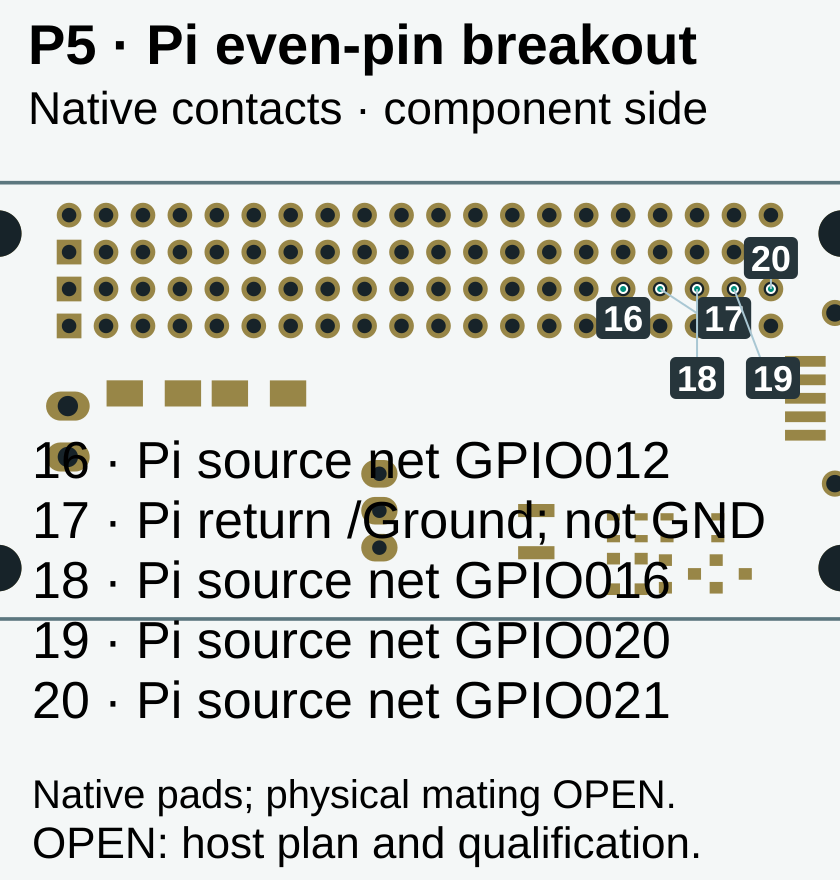 P5 · Pi even-pin breakout
Native contacts · component side
20
16
17
18
19
16 · Pi source net GPIO012
17 · Pi return /Ground; not GND
18 · Pi source net GPIO016
19 · Pi source net GPIO020
20 · Pi source net GPIO021
Native pads; physical mating OPEN.
OPEN: host plan and qualification.